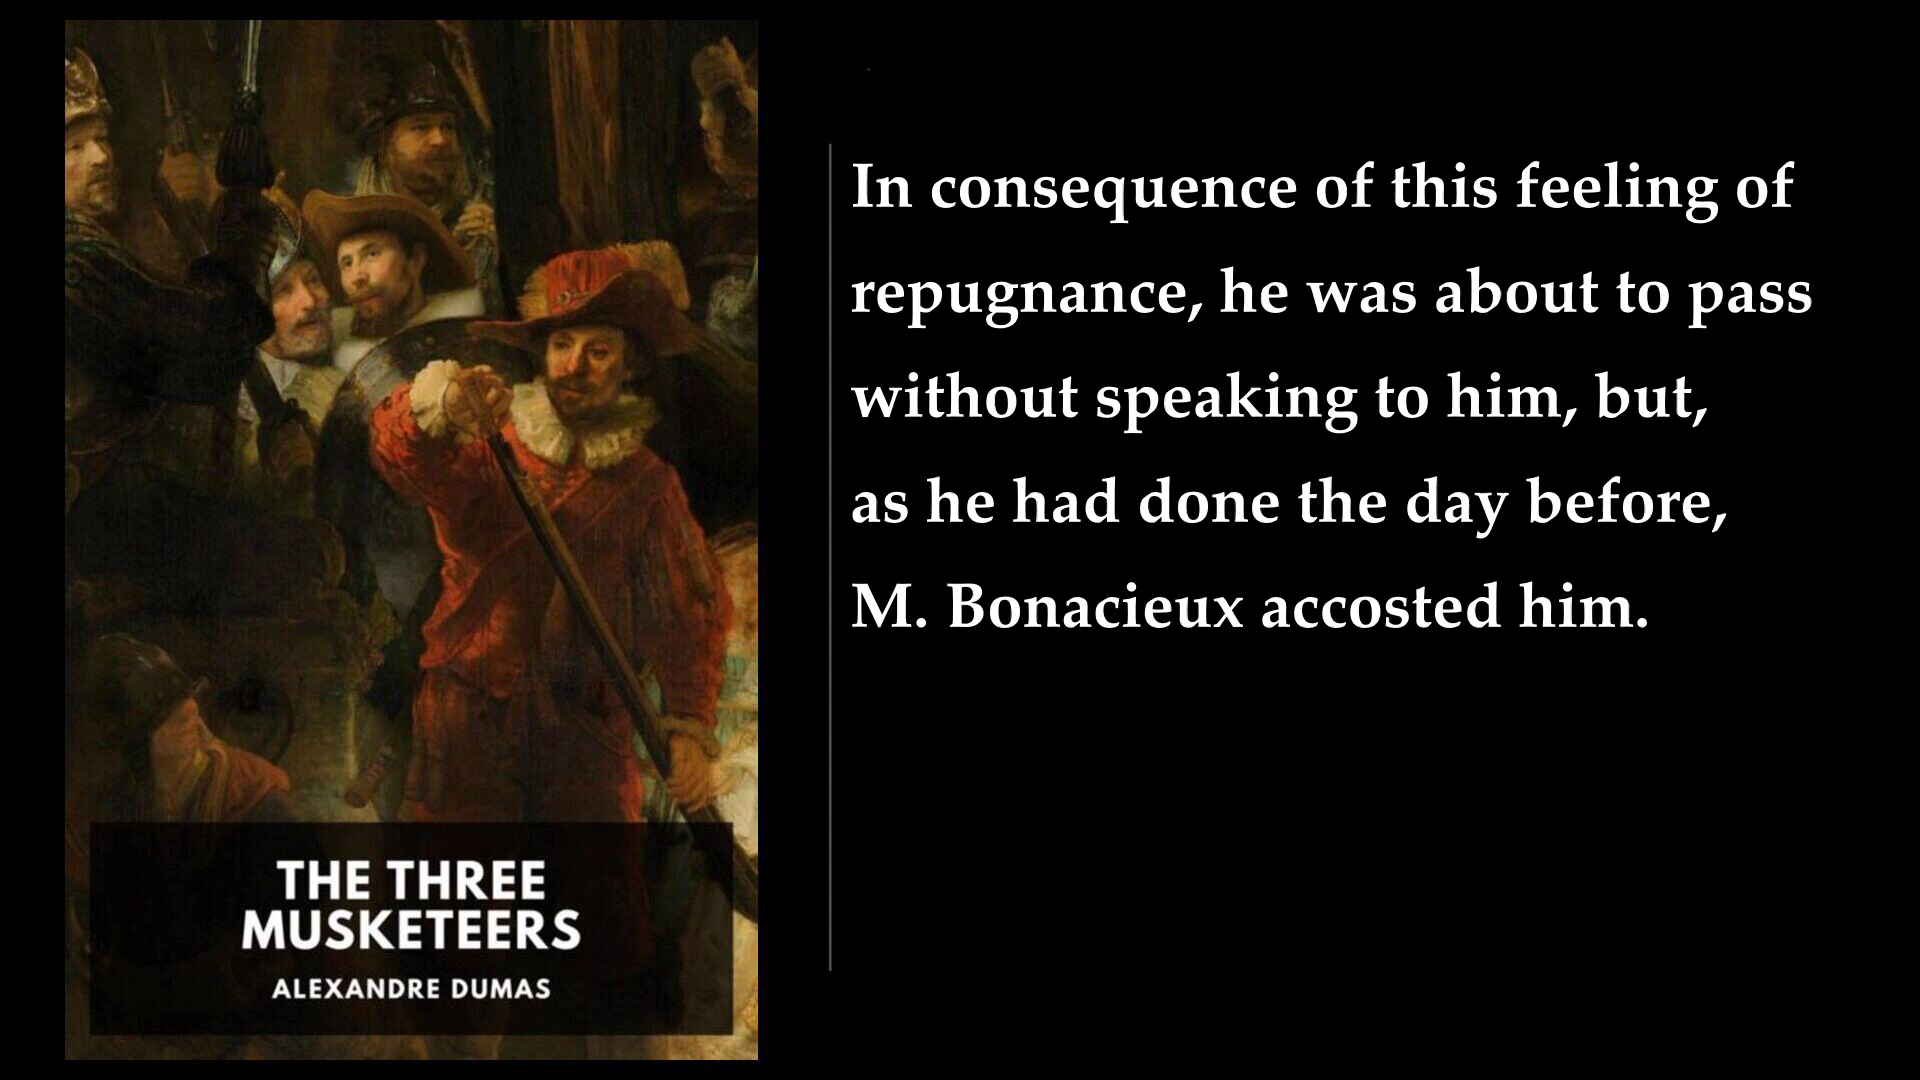 In consequence of this feeling of
repugnance, he was about to pass
without speaking to him, but,
as he had done the day before,
M. Bonacieux accosted him.
THE THREE
MUSKETEERS
ALEXANDRE DUMAS